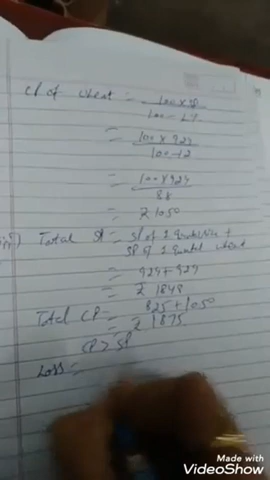 CP of wheat = 100 × SP
100 - L%
= 100 × 924
100 - 12
= 100 × 924
88
= ₹ 1050
Total SP = SP of 1 quintal +
SP of 1 quintal wheat
= 924 + 924
= ₹ 1848
Total CP = 825 + 1050
= ₹ 1875
CP > SP
Loss =
Made with
VideoShow